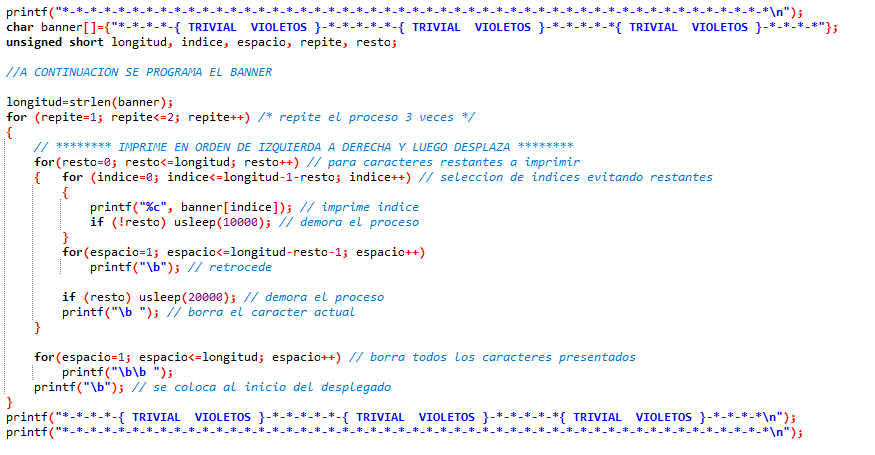 printf("*-*-*-*-*-*-*-*-*-*-*-*-*-*-*-*-*-*-*-*-*-*-*-*-*-*-*-*-*-*-*-*-*-*-*-*-*-*-*-*-*-*-*-*-*-*-*-*-*-*-*\n");
char banner[]={"*-*-*-*-{ TRIVIAL  VIOLETOS }-*-*-*-*-*-{ TRIVIAL  VIOLETOS }-*-*-*-*-*{ TRIVIAL  VIOLETOS }-*-*-*-*"};
unsigned short longitud, indice, espacio, repite, resto;
//A CONTINUACION SE PROGRAMA EL BANNER
longitud=strlen(banner);
for (repite=1; repite<=2; repite++) /* repite el proceso 3 veces */
{
    // ******** IMPRIME EN ORDEN DE IZQUIERDA A DERECHA Y LUEGO DESPLAZA ********
    for(resto=0; resto<=longitud; resto++) // para caracteres restantes a imprimir
    {   for (indice=0; indice<=longitud-1-resto; indice++) // seleccion de indices evitando restantes
        {
            printf("%c", banner[indice]); // imprime indice
            if (!resto) usleep(10000); // demora el proceso
        }
        for(espacio=1; espacio<=longitud-resto-1; espacio++)
            printf("\b"); // retrocede
        if (resto) usleep(20000); // demora el proceso
        printf("\b "); // borra el caracter actual
    }
    for(espacio=1; espacio<=longitud; espacio++) // borra todos los caracteres presentados
        printf("\b\b ");
    printf("\b"); // se coloca al inicio del desplegado
}
printf("*-*-*-*-{ TRIVIAL  VIOLETOS }-*-*-*-*-*-{ TRIVIAL  VIOLETOS }-*-*-*-*-*{ TRIVIAL  VIOLETOS }-*-*-*-*\n");
printf("*-*-*-*-*-*-*-*-*-*-*-*-*-*-*-*-*-*-*-*-*-*-*-*-*-*-*-*-*-*-*-*-*-*-*-*-*-*-*-*-*-*-*-*-*-*-*-*-*-*-*\n");